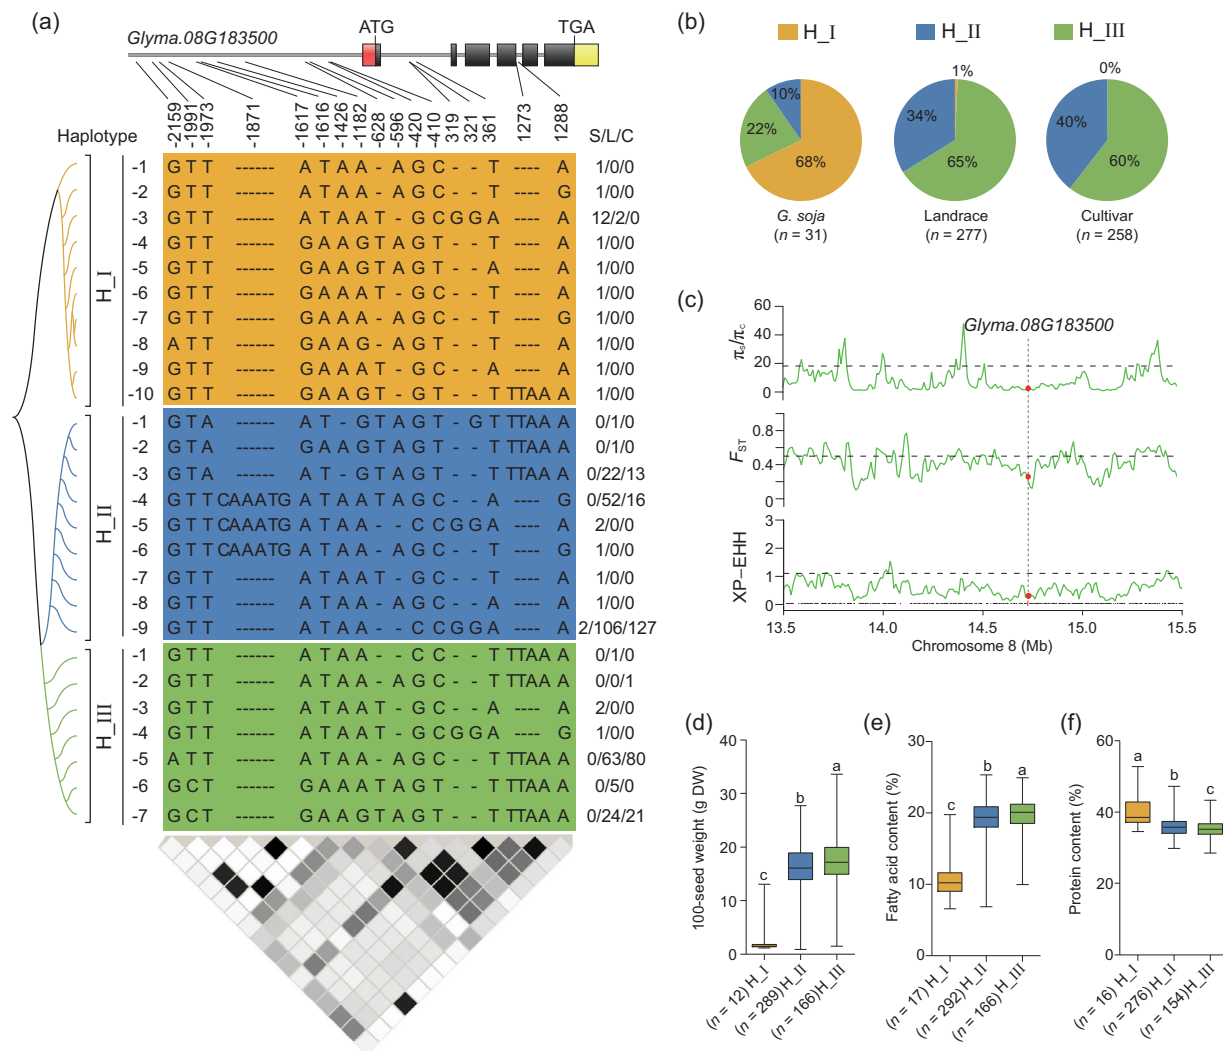 (a)
Glyma.08G183500
ATG
TGA
Haplotype
-2159
-1991
-1973
-1871
-1617
-1616
-1426
-1182
-628
-596
-420
-410
319
321
361
1273
1288
S/L/C
H_I
-1 G T T ------ A T A A - A G C - - T ---- A 1/0/0
-2 G T T ------ A T A A - A G C - - T ---- G 1/0/0
-3 G T T ------ A T A A T - G C G G A ---- A 12/2/0
-4 G T T ------ G A A G T A G T - - T ---- A 1/0/0
-5 G T T ------ G A A G T A G T - - A ---- A 1/0/0
-6 G T T ------ G A A A T - G C - - T ---- A 1/0/0
-7 G T T ------ G A A A - A G C - - T ---- G 1/0/0
-8 A T T ------ G A A G - A G T - - T ---- A 1/0/0
-9 G T T ------ G A A A T - G C - - A ---- A 1/0/0
-10 G T T ------ G A A G T - G T - - T TTAA A 1/0/0
H_II
-1 G T A ------ A T - G T A G T - G T TTAA A 0/1/0
-2 G T A ------ G A A G T A G T - - T TTAA A 0/1/0
-3 G T A ------ A T - G T A G T - - T TTAA A 0/22/13
-4 G T T CAAATG A T A A T A G C - - A ---- G 0/52/16
-5 G T T CAAATG A T A A - - C C G G A ---- A 2/0/0
-6 G T T CAAATG A T A A - A G C - - T ---- G 1/0/0
-7 G T T ------ A T A A T - G C - - T ---- A 1/0/0
-8 G T T ------ A T A A - A G C - - A ---- A 1/0/0
-9 G T T ------ A T A A - - C C G G A ---- A 2/106/127
H_III
-1 G T T ------ A T A A - - C C - - T TTAA A 0/1/0
-2 G T T ------ A T A A - A G C - - T TTAA A 0/0/1
-3 G T T ------ A T A A T - G C - - A ---- A 2/0/0
-4 G T T ------ A T A A T - G C G G A ---- G 1/0/0
-5 A T T ------ A T A A T A G C - - T TTAA A 0/63/80
-6 G C T ------ G A A A T A G T - - T TTAA A 0/5/0
-7 G C T ------ G A A G T A G T - - T TTAA A 0/24/21
(b)
H_I H_II H_III
10%
22%
68%
1%
34%
65%
0%
40%
60%
G. soja Landrace Cultivar
(n = 31) (n = 277) (n = 258)
(c)
Glyma.08G183500
πs/πc
60
40
20
0
FST
0.8
0.4
0
XP−EHH
3
2
1
0
13.5 14.0 14.5 15.0 15.5
Chromosome 8 (Mb)
(d)
100-seed weight (g DW)
40
30
20
10
0
c
b
a
(n = 12) H_I
(n = 289) H_II
(n = 166) H_III
(e)
Fatty acid content (%)
30
20
10
0
c
b
a
(n = 17) H_I
(n = 292) H_II
(n = 166) H_III
(f)
Protein content (%)
60
40
20
0
a
b
c
(n = 16) H_I
(n = 276) H_II
(n = 154) H_III